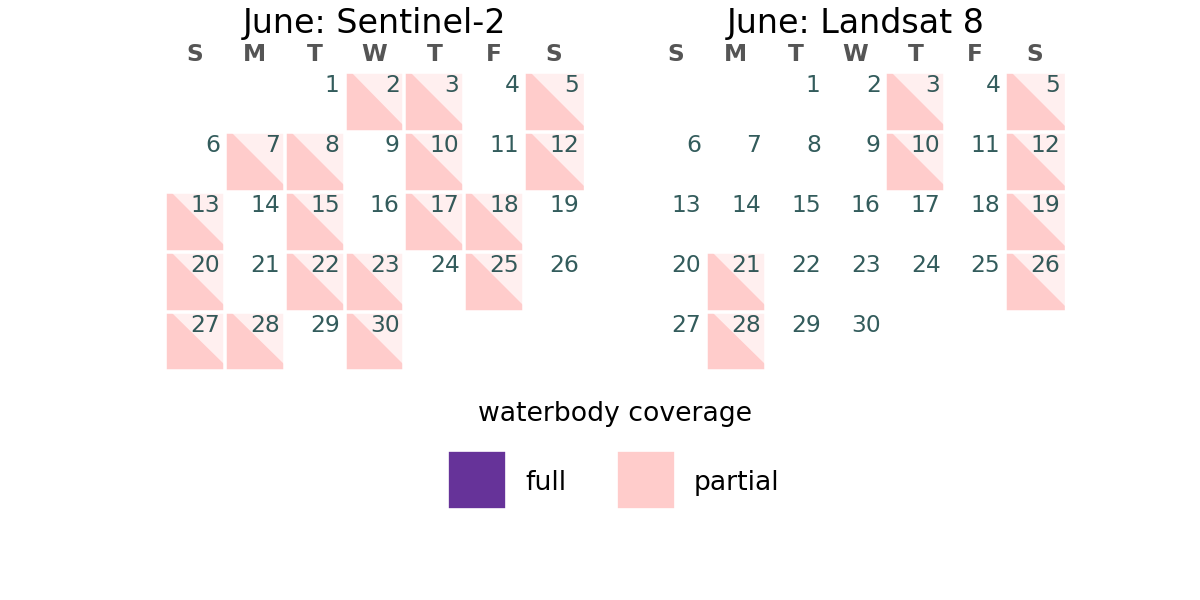 June: Sentinel-2
S M T W T F S
1 2 3 4 5
6 7 8 9 10 11 12
13 14 15 16 17 18 19
20 21 22 23 24 25 26
27 28 29 30
June: Landsat 8
S M T W T F S
1 2 3 4 5
6 7 8 9 10 11 12
13 14 15 16 17 18 19
20 21 22 23 24 25 26
27 28 29 30
waterbody coverage
full partial